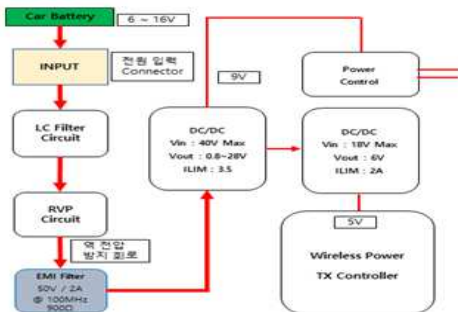 Car Battery
6 ~ 16V
INPUT
전원 입력
Connector
LC Filter
Circuit
RVP
Circuit
역 전압
방지 회로
EMI Filter
50V / 2A
@ 100MHz
900Ω
9V
DC/DC
Vin : 40V Max
Vout : 0.8~28V
ILIM : 3.5
Power
Control
DC/DC
Vin : 18V Max
Vout : 6V
ILIM : 2A
5V
Wireless Power
TX Controller